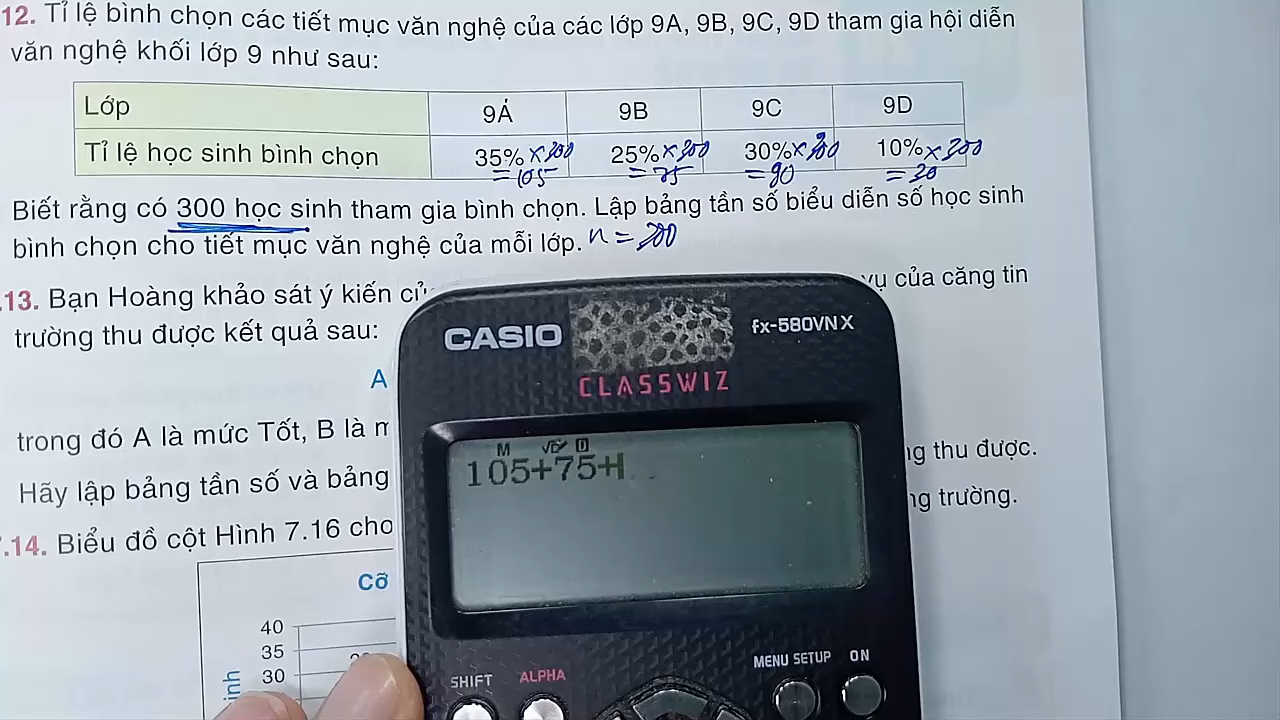 12. Tỉ lệ bình chọn các tiết mục văn nghệ của các lớp 9A, 9B, 9C, 9D tham gia hội diễn
văn nghệ khối lớp 9 như sau:
Lớp 9A 9B 9C 9D
Tỉ lệ học sinh bình chọn 35% × 300 25% × 300 30% × 300 10% × 300
= 105 = 75 = 90 = 30
Biết rằng có 300 học sinh tham gia bình chọn. Lập bảng tần số biểu diễn số học sinh
bình chọn cho tiết mục văn nghệ của mỗi lớp. n = 300
.13. Bạn Hoàng khảo sát ý kiến vụ của căng tin
trường thu được kết quả sau:
A
trong đó A là mức Tốt, B là thu được.
Hãy lập bảng tần số và bảng trường.
.14. Biểu đồ cột Hình 7.16 cho
Cỡ
40
35
30
CASIO fx-580VN X
CLASSWIZ
M √▱/ D
105+75+
SHIFT ALPHA MENU SETUP ON